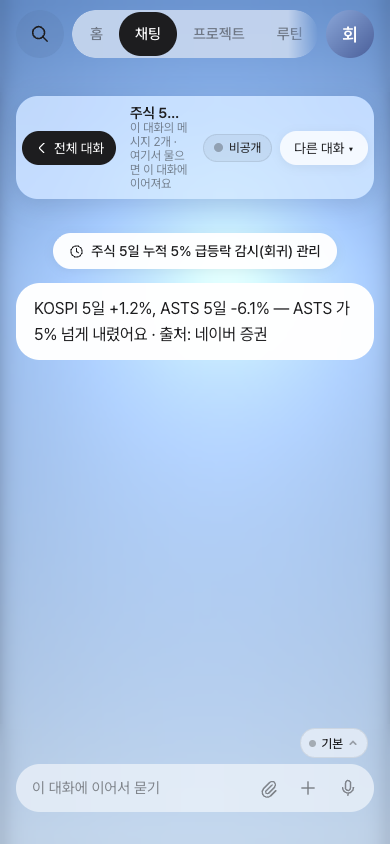 홈 채팅 프로젝트 루틴 회
전체 대화
주식 5...
이 대화의 메
시지 2개 ·
여기서 물으
면 이 대화에
이어져요
비공개
다른 대화 ▾
주식 5일 누적 5% 급등락 감시(회귀) 관리
KOSPI 5일 +1.2%, ASTS 5일 -6.1% — ASTS 가
5% 넘게 내렸어요 · 출처: 네이버 증권
기본
이 대화에 이어서 묻기